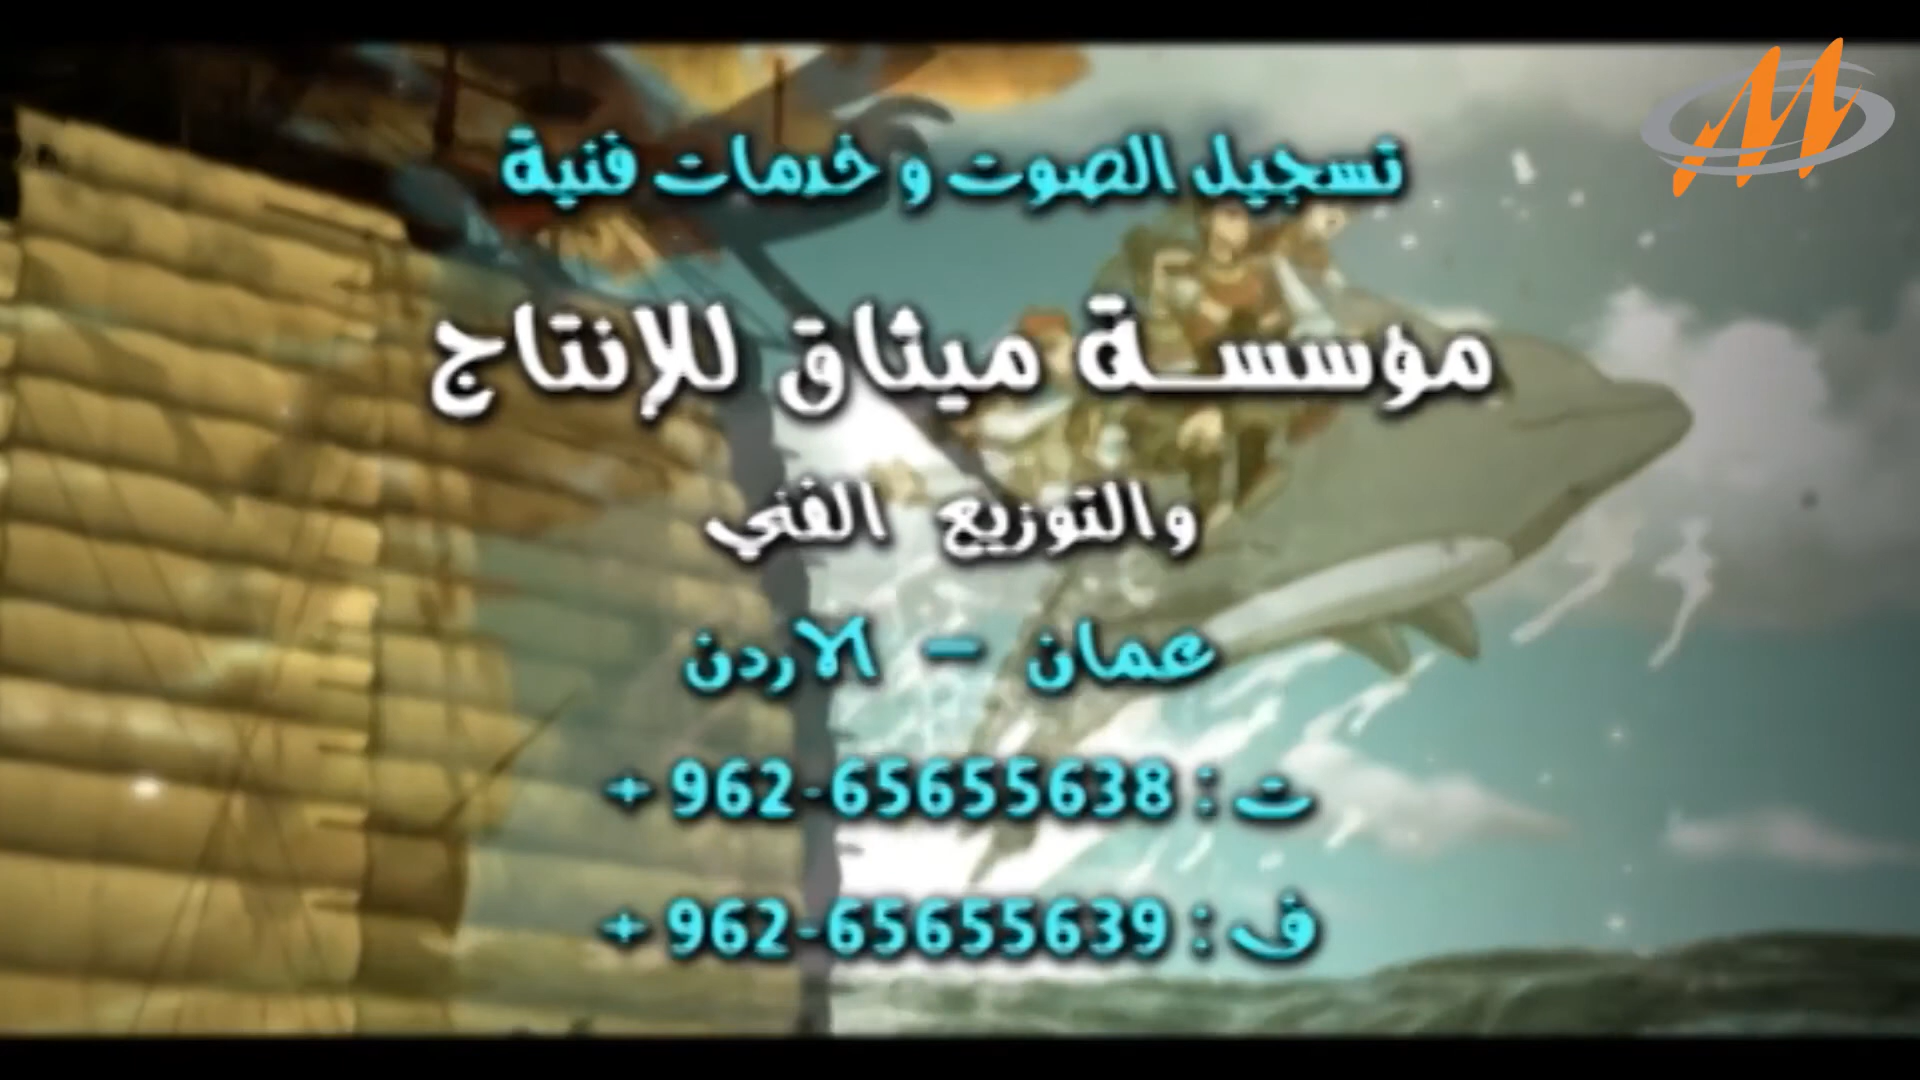 تسجيل الصوت و خدمات فنية
مؤسسة ميثاق للإنتاج
والتوزيع الفني
عمان - الاردن
ت : 65655638-962 +
ف : 65655639-962 +